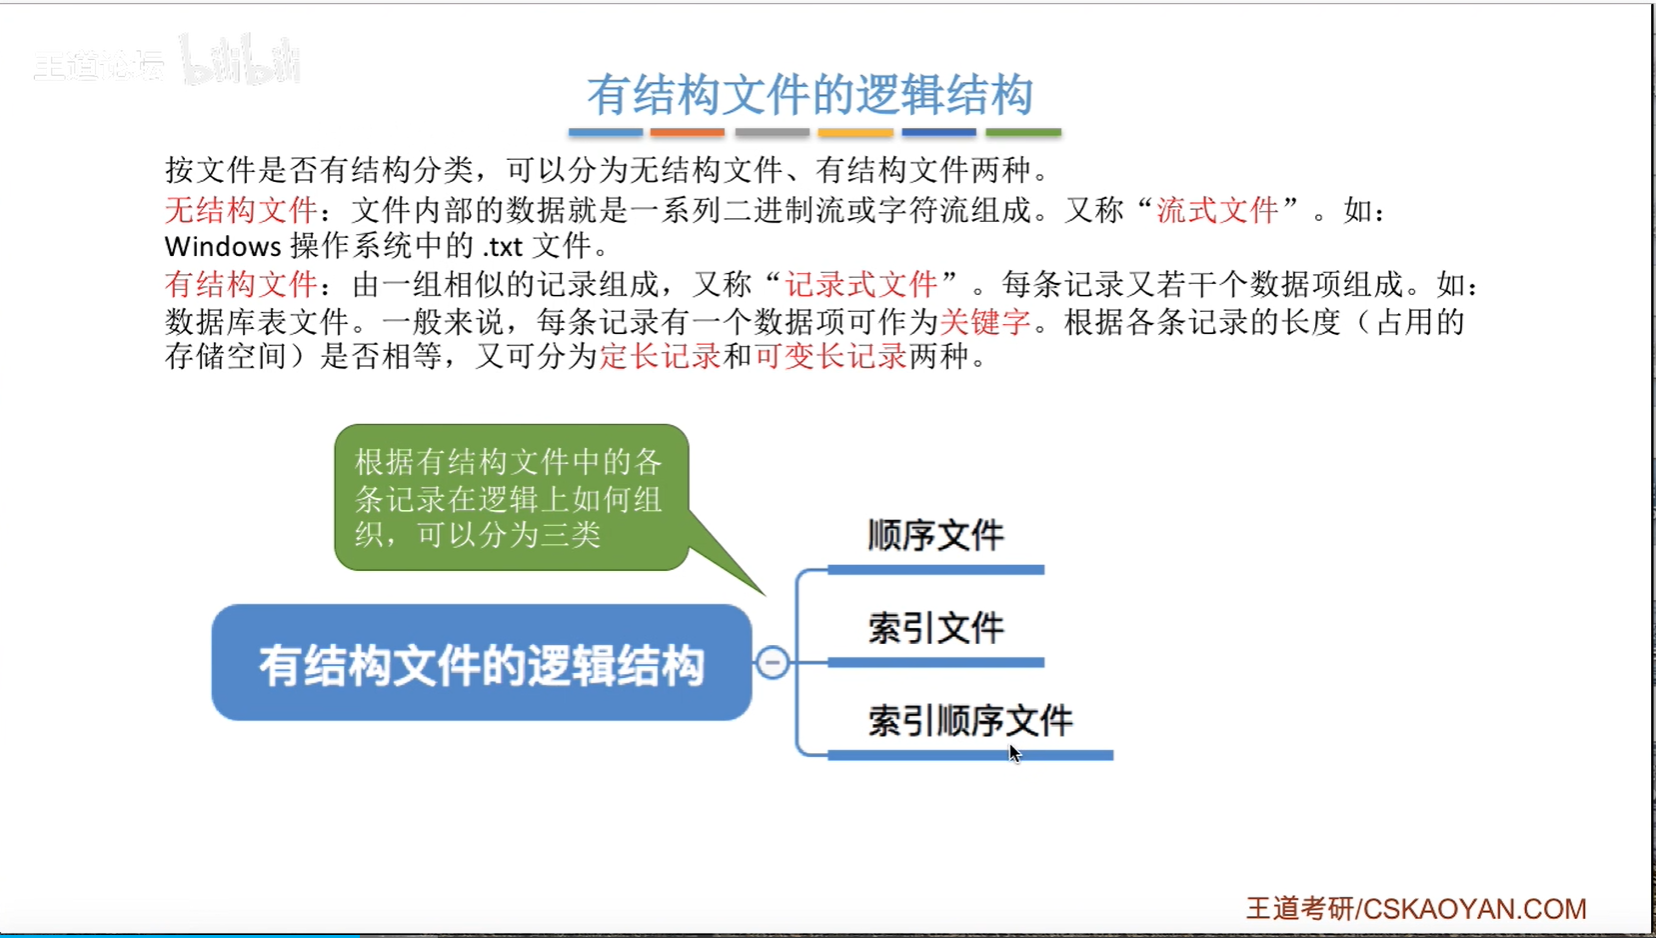 王道论坛 bilibili
有结构文件的逻辑结构
按文件是否有结构分类，可以分为无结构文件、有结构文件两种。
无结构文件：文件内部的数据就是一系列二进制流或字符流组成。又称“流式文件”。如：
Windows 操作系统中的 .txt 文件。
有结构文件：由一组相似的记录组成，又称“记录式文件”。每条记录又若干个数据项组成。如：
数据库表文件。一般来说，每条记录有一个数据项可作为关键字。根据各条记录的长度（占用的
存储空间）是否相等，又可分为定长记录和可变长记录两种。
根据有结构文件中的各
条记录在逻辑上如何组
织，可以分为三类
有结构文件的逻辑结构
顺序文件
索引文件
索引顺序文件
王道考研/CSKAOYAN.COM